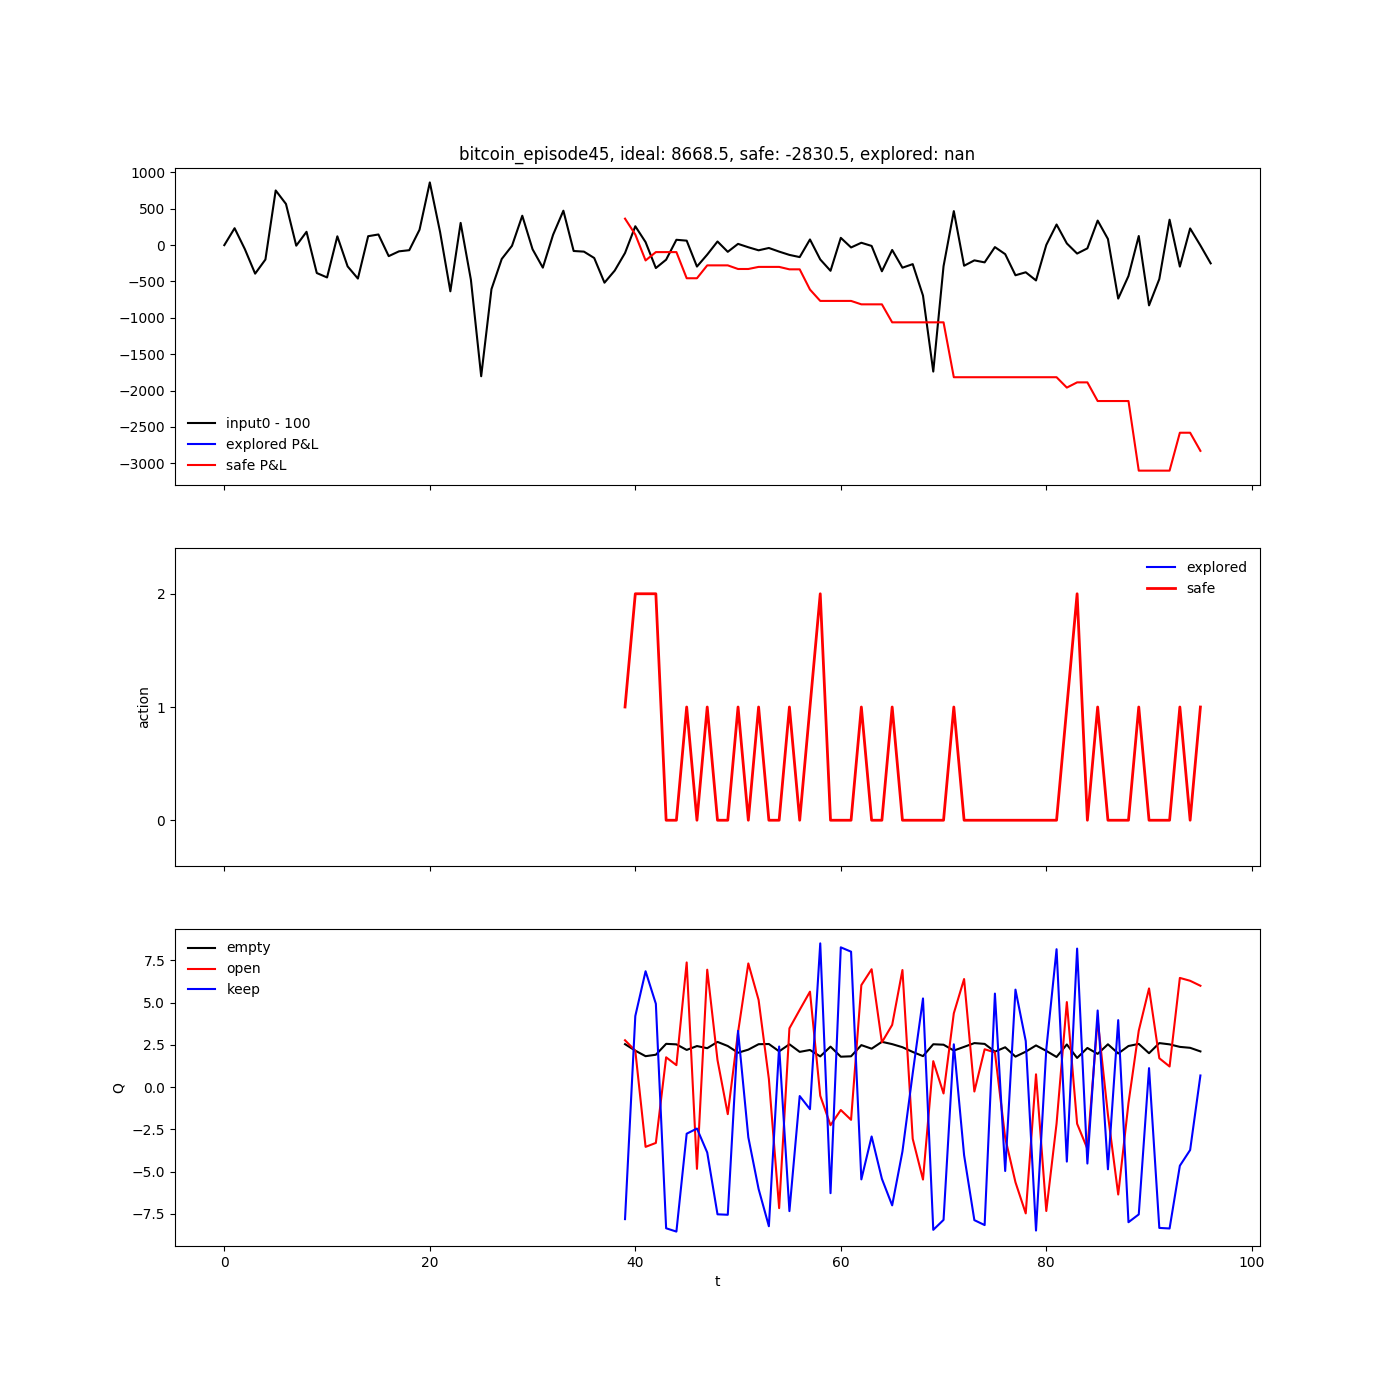 bitcoin_episode45, ideal: 8668.5, safe: -2830.5, explored: nan
1000
500
0
−500
−1000
−1500
−2000
−2500
−3000
input0 - 100
explored P&L
safe P&L
2
1
0
action
explored
safe
7.5
5.0
2.5
0.0
−2.5
−5.0
−7.5
Q
empty
open
keep
0 20 40 60 80 100
t